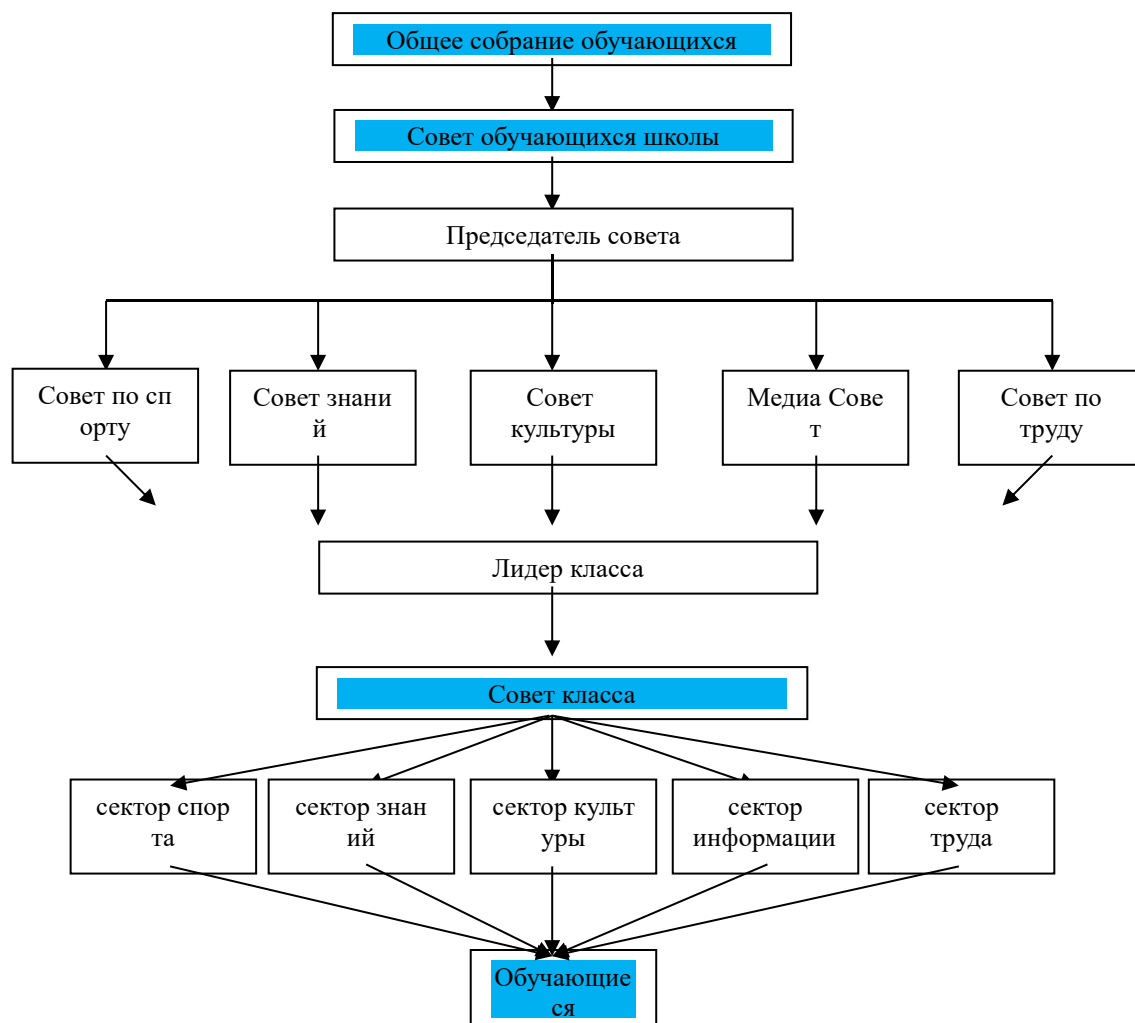 Общее собрание обучающихся
Совет обучающихся школы
Председатель совета
Совет по сп
орту
Совет знани
й
Совет
культуры
Медиа Сове
т
Совет по
труду
Лидер класса
Совет класса
сектор спор
та
сектор знан
ий
сектор культ
уры
сектор
информации
сектор
труда
Обучающие
ся